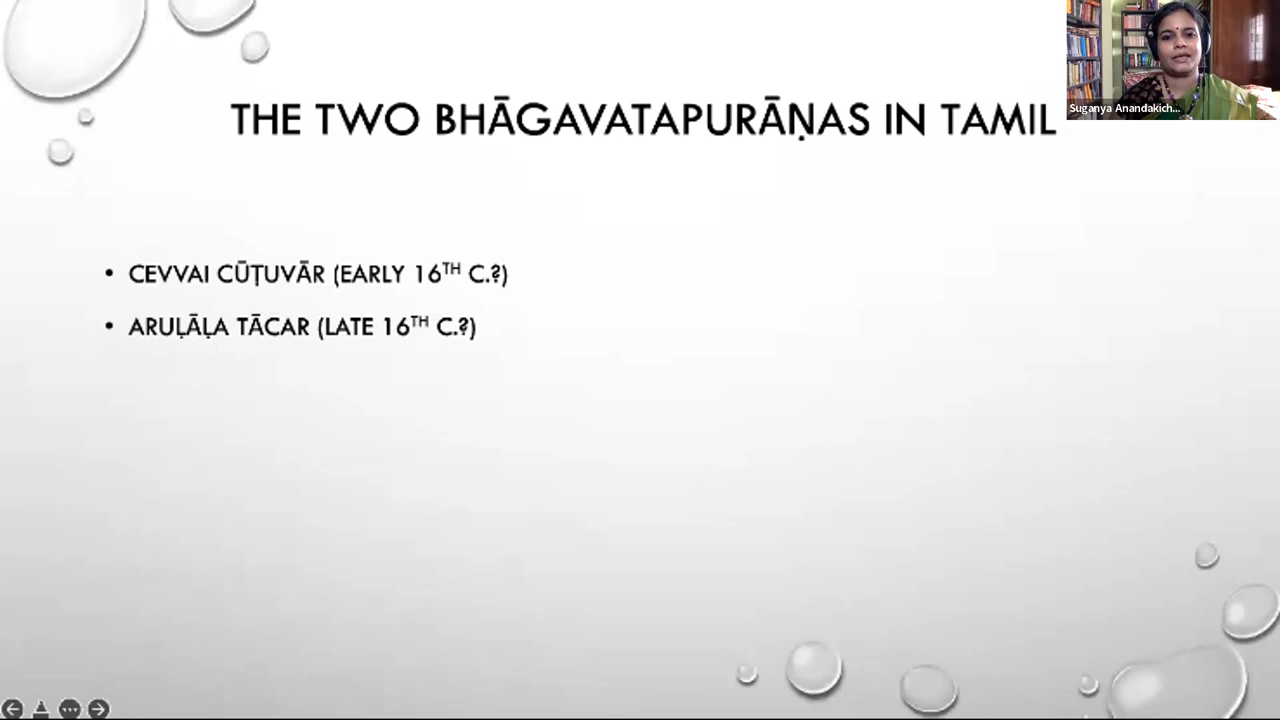 THE TWO BHĀGAVATAPURĀṆAS IN TAMIL
Suganya Anandakich...
• CEVVAI CŪṬUVĀR (EARLY 16TH C.?)
• ARUḶĀḶA TĀCAR (LATE 16TH C.?)